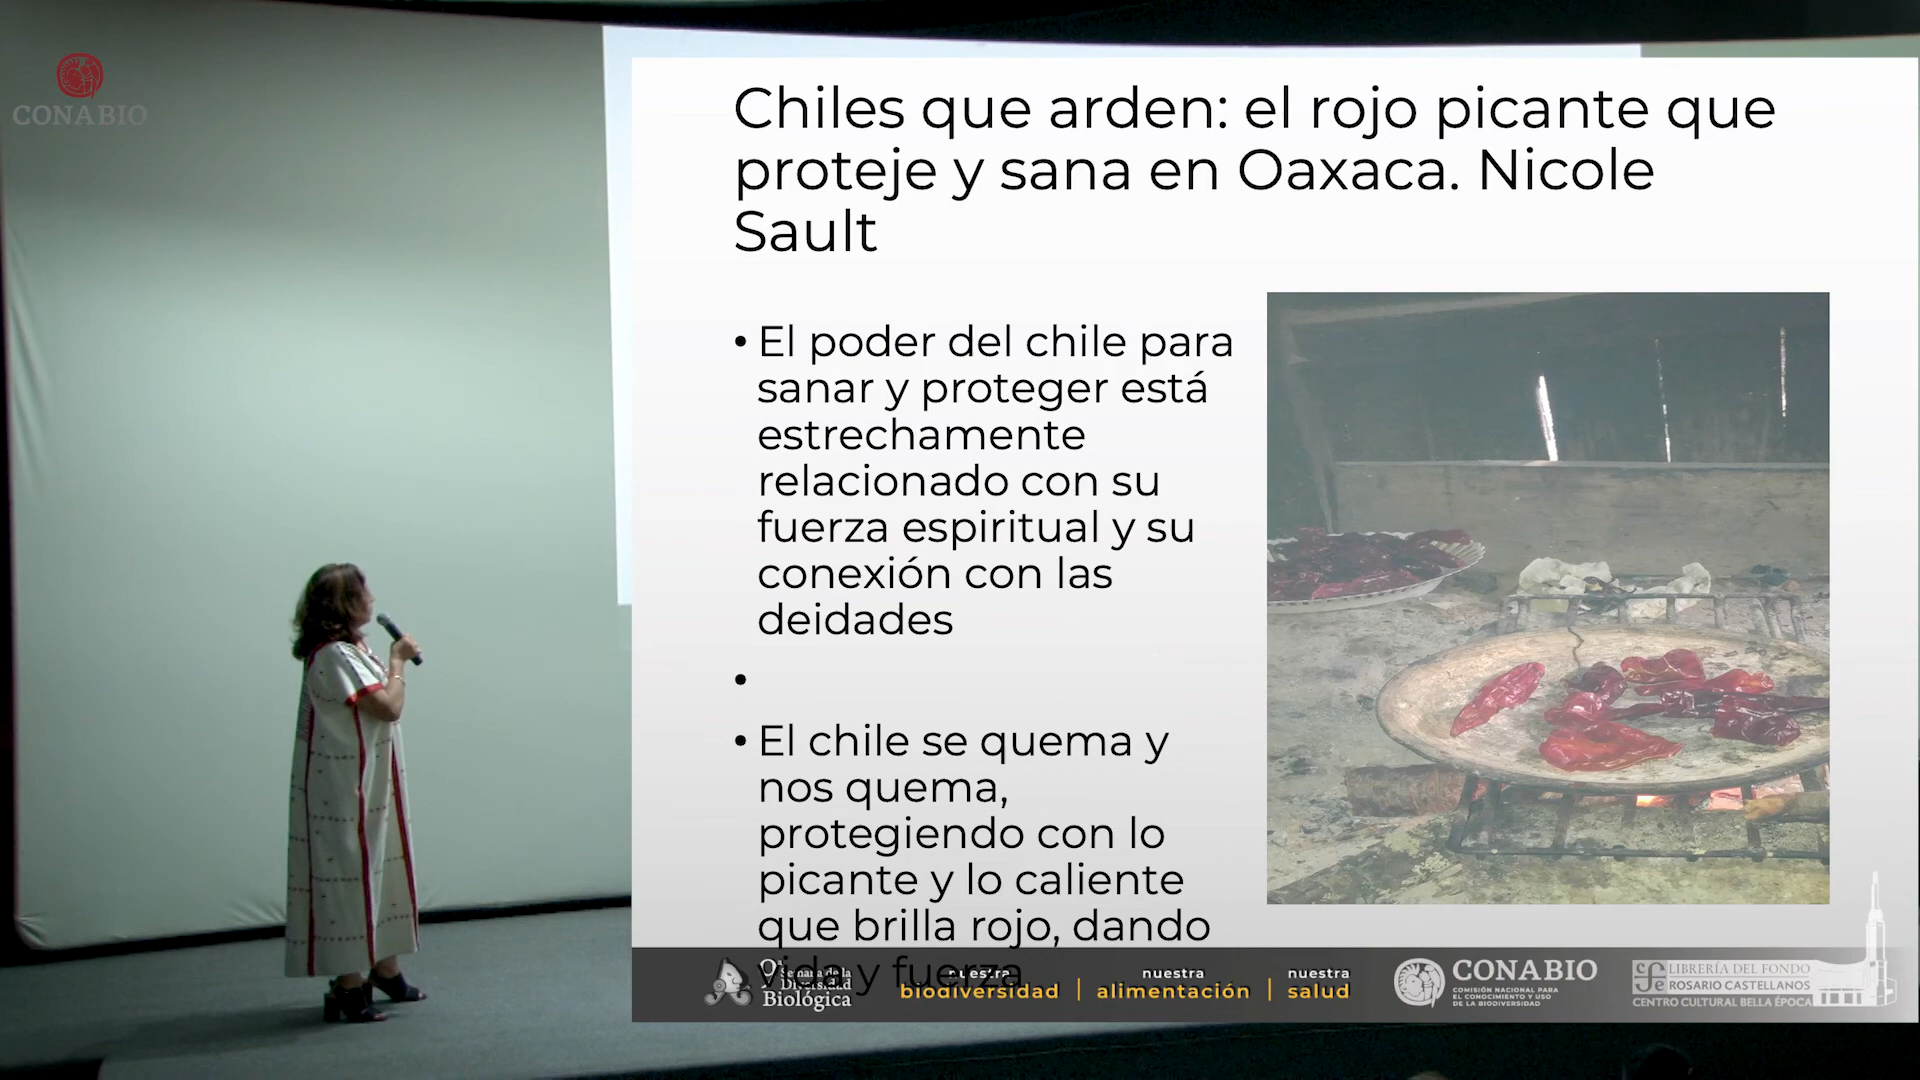 CONABIO
Chiles que arden: el rojo picante que
proteje y sana en Oaxaca. Nicole
Sault
• El poder del chile para
sanar y proteger está
estrechamente
relacionado con su
fuerza espiritual y su
conexión con las
deidades
•
• El chile se quema y
nos quema,
protegiendo con lo
picante y lo caliente
que brilla rojo, dando
vida y fuerza
9a Semana de la
Diversidad
Biológica
nuestra
biodiversidad
nuestra
alimentación
nuestra
salud
CONABIO
COMISIÓN NACIONAL PARA
EL CONOCIMIENTO Y USO
DE LA BIODIVERSIDAD
LIBRERÍA DEL FONDO
ROSARIO CASTELLANOS
CENTRO CULTURAL BELLA ÉPOCA